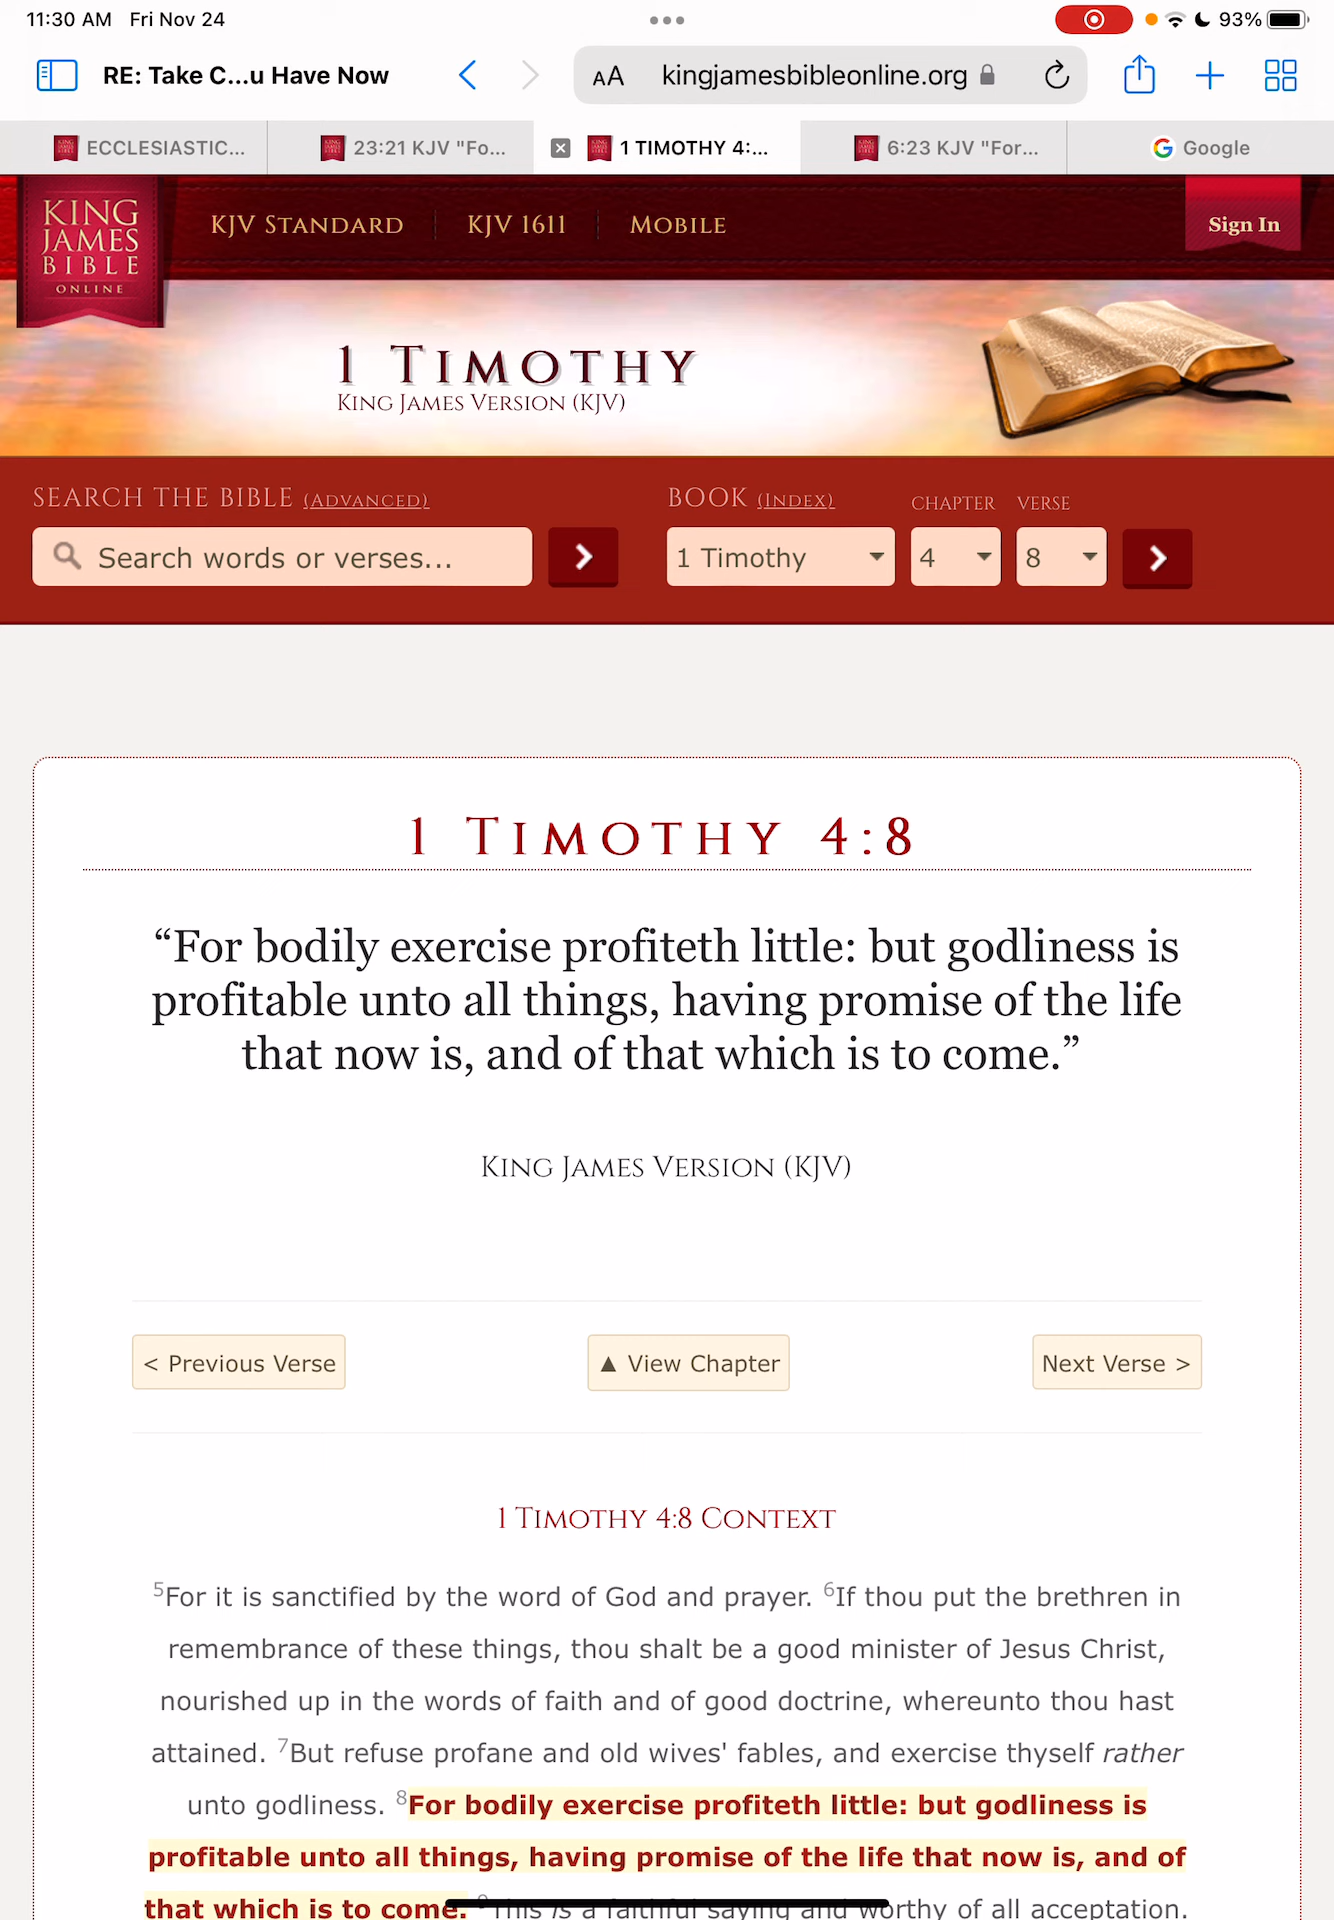 11:30 AM Fri Nov 24
93%
RE: Take C...u Have Now
AA kingjamesbibleonline.org
ECCLESIASTIC...
23:21 KJV "Fo...
1 TIMOTHY 4:...
6:23 KJV "For...
Google
KING
JAMES
BIBLE
ONLINE
KJV STANDARD
KJV 1611
MOBILE
Sign In
1 TIMOTHY
KING JAMES VERSION (KJV)
SEARCH THE BIBLE (ADVANCED)
BOOK (INDEX)
CHAPTER
VERSE
Search words or verses...
1 Timothy
4
8
1 TIMOTHY 4:8
“For bodily exercise profiteth little: but godliness is
profitable unto all things, having promise of the life
that now is, and of that which is to come.”
KING JAMES VERSION (KJV)
< Previous Verse
▲ View Chapter
Next Verse >
1 TIMOTHY 4:8 CONTEXT
5For it is sanctified by the word of God and prayer. 6If thou put the brethren in
remembrance of these things, thou shalt be a good minister of Jesus Christ,
nourished up in the words of faith and of good doctrine, whereunto thou hast
attained. 7But refuse profane and old wives' fables, and exercise thyself rather
unto godliness. 8For bodily exercise profiteth little: but godliness is
profitable unto all things, having promise of the life that now is, and of
that which is to come. 9This is a faithful saying and worthy of all acceptation.